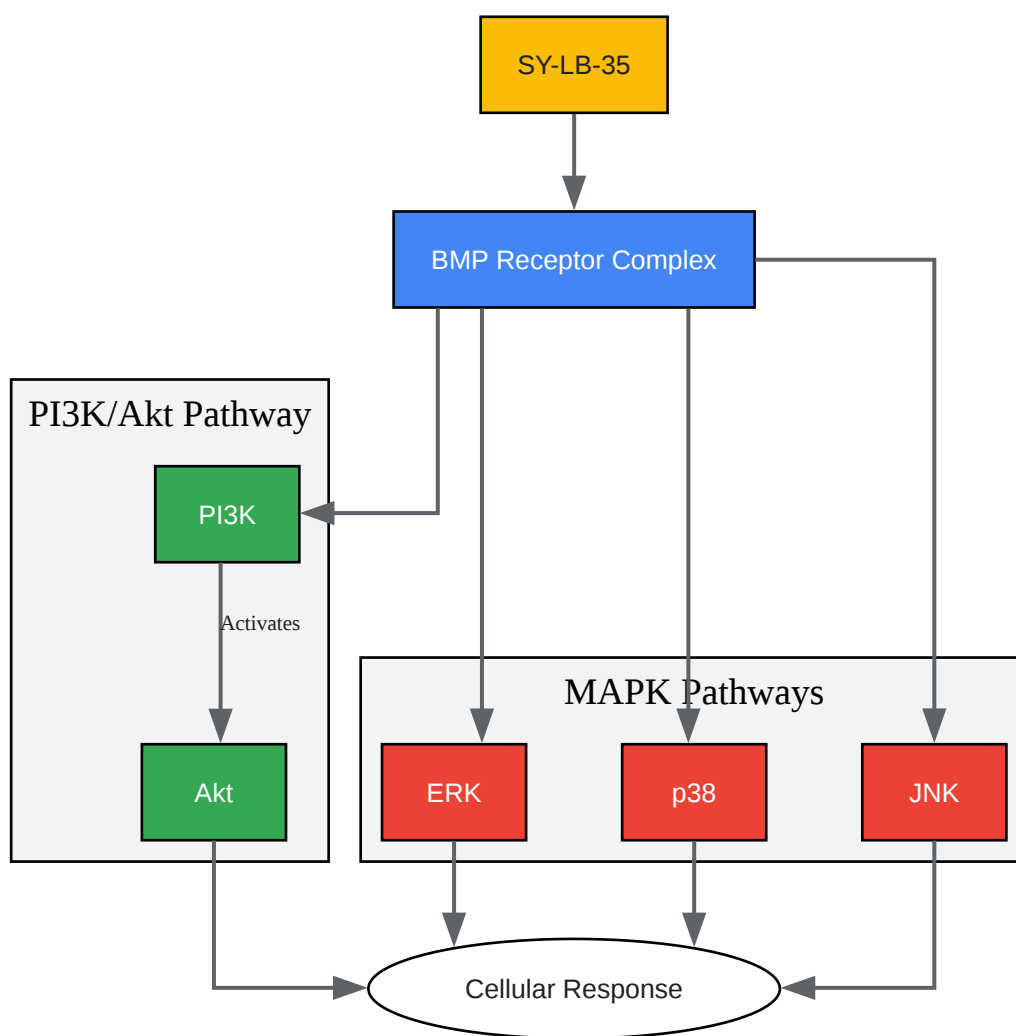 SY-LB-35
BMP Receptor Complex
PI3K/Akt Pathway
PI3K
Activates
MAPK Pathways
Akt
ERK
p38
JNK
Cellular Response